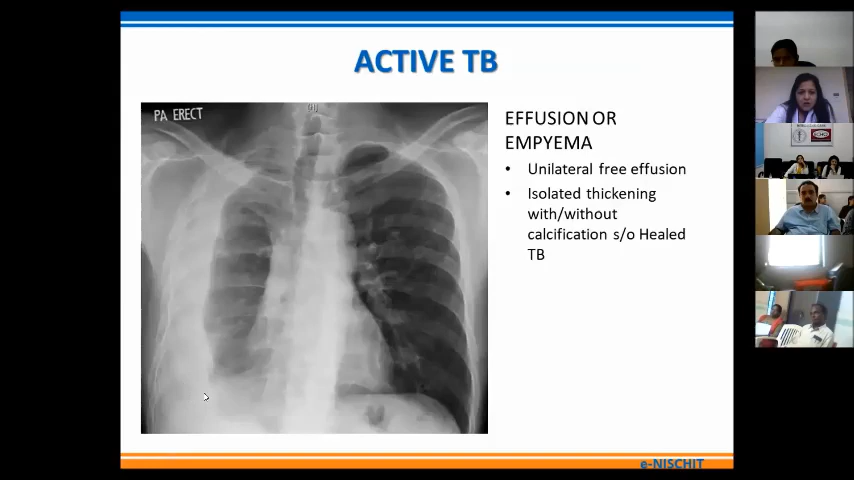 ACTIVE TB
PA ERECT
EFFUSION OR
EMPYEMA
• Unilateral free effusion
• Isolated thickening
with/without
calcification s/o Healed
TB
e-NISCHIT